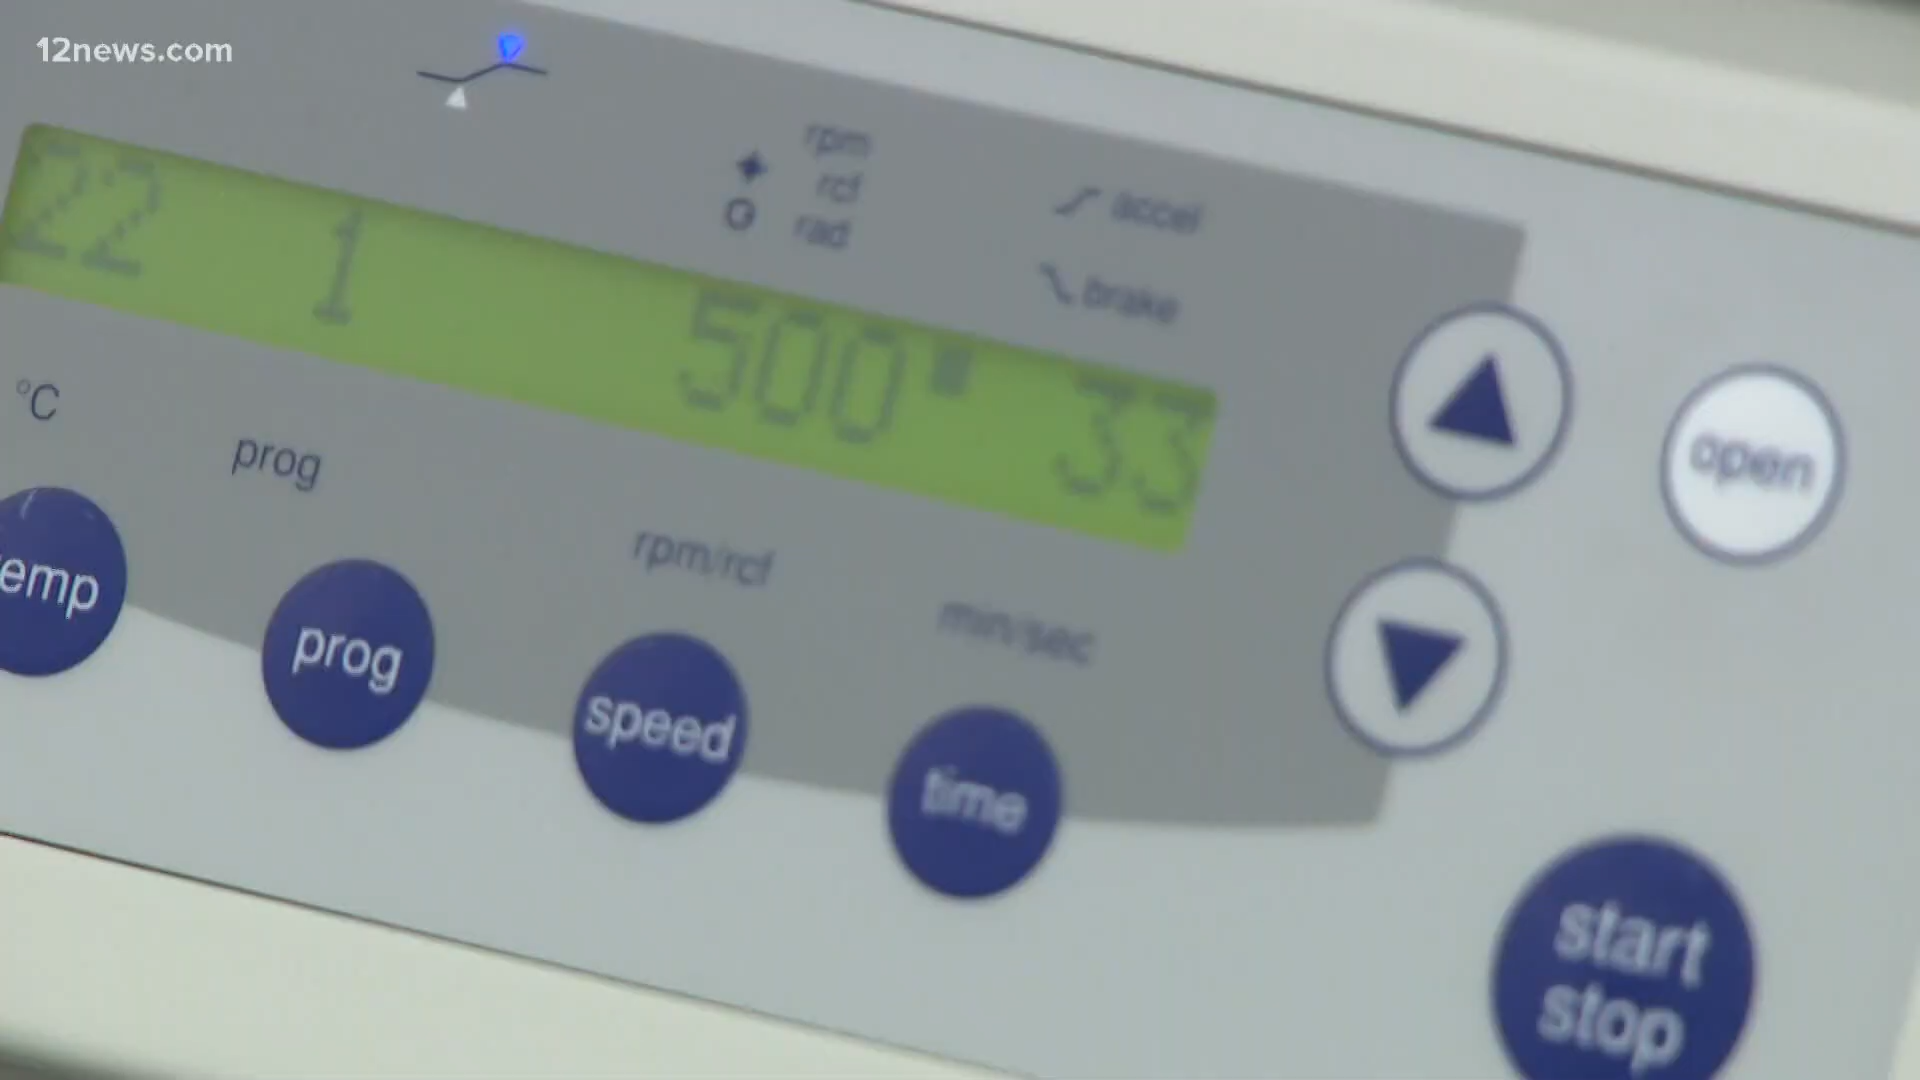 12news.com
rpm
rcf
rad
accel
brake
22 1 500 33
°C
prog
rpm/rcf
min/sec
emp
prog
speed
time
open
start
stop